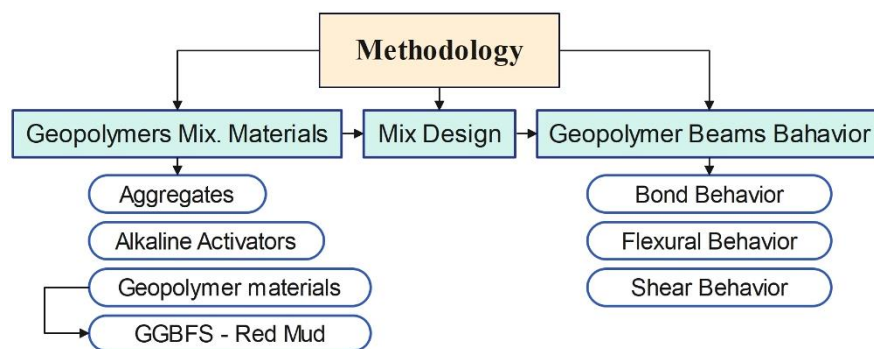 Methodology
Geopolymers Mix. Materials
Mix Design
Geopolymer Beams Bahavior
Aggregates
Alkaline Activators
Geopolymer materials
GGBFS - Red Mud
Bond Behavior
Flexural Behavior
Shear Behavior